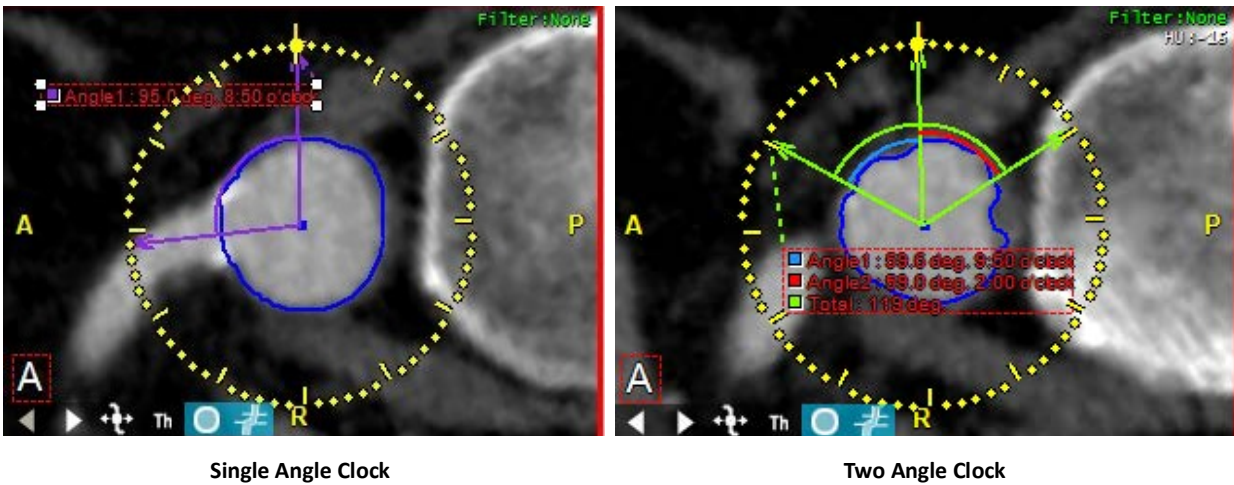 Filter:None
Angle1: 95.0 deg, 8:50 o'clock
A
A
Th
R
Filter:None
HU:-15
P
Angle1: 59.6 deg, 9:50 o'clock
Angle2: 59.0 deg, 2:00 o'clock
Total: 119 deg
A
Th
R
Single Angle Clock
Two Angle Clock